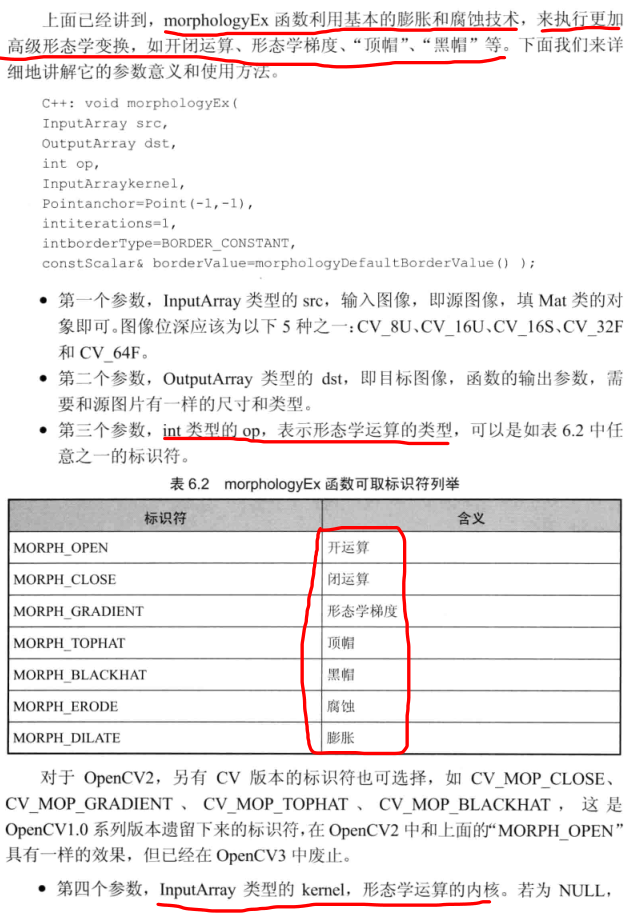 上面已经讲到，morphologyEx 函数利用基本的膨胀和腐蚀技术，来执行更加
高级形态学变换，如开闭运算、形态学梯度、“顶帽”、“黑帽”等。下面我们来详
细地讲解它的参数意义和使用方法。
C++: void morphologyEx(
InputArray src,
OutputArray dst,
int op,
InputArraykernel,
Pointanchor=Point(-1,-1),
intiterations=1,
intborderType=BORDER_CONSTANT,
constScalar& borderValue=morphologyDefaultBorderValue() );
• 第一个参数，InputArray 类型的 src，输入图像，即源图像，填 Mat 类的对
象即可。图像位深应该为以下 5 种之一：CV_8U、CV_16U、CV_16S、CV_32F
和 CV_64F。
• 第二个参数，OutputArray 类型的 dst，即目标图像，函数的输出参数，需
要和源图片有一样的尺寸和类型。
• 第三个参数，int 类型的 op，表示形态学运算的类型，可以是如表 6.2 中任
意之一的标识符。
表 6.2 morphologyEx 函数可取标识符列举
标识符 含义
MORPH_OPEN 开运算
MORPH_CLOSE 闭运算
MORPH_GRADIENT 形态学梯度
MORPH_TOPHAT 顶帽
MORPH_BLACKHAT 黑帽
MORPH_ERODE 腐蚀
MORPH_DILATE 膨胀
对于 OpenCV2，另有 CV 版本的标识符也可选择，如 CV_MOP_CLOSE、
CV_MOP_GRADIENT 、 CV_MOP_TOPHAT 、 CV_MOP_BLACKHAT ， 这 是
OpenCV1.0 系列版本遗留下来的标识符，在 OpenCV2 中和上面的“MORPH_OPEN”
具有一样的效果，但已经在 OpenCV3 中废止。
• 第四个参数，InputArray 类型的 kernel，形态学运算的内核。若为 NULL，